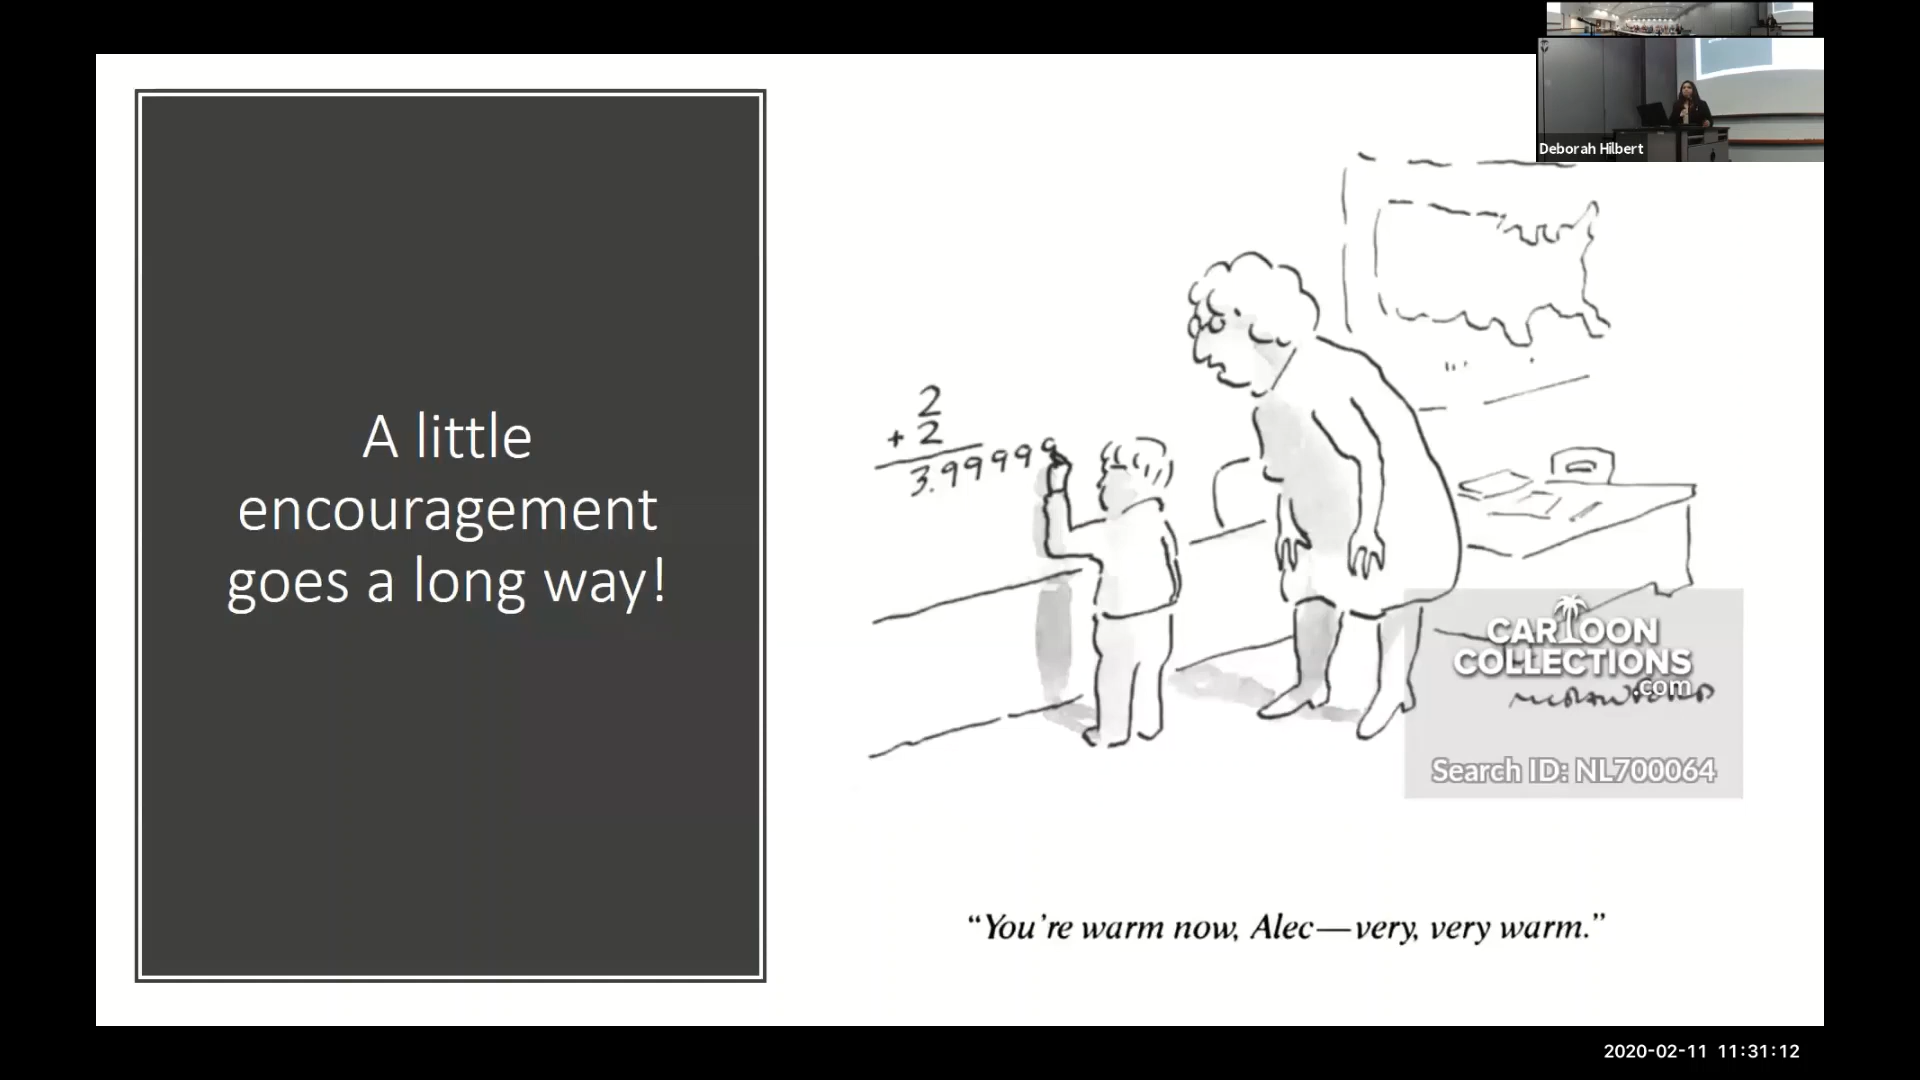 Deborah Hilbert
A little
encouragement
goes a long way!
2
+ 2
3.999999
CARTOON
COLLECTIONS
.com
Search ID: NL700064
“You’re warm now, Alec—very, very warm.”
2020-02-11 11:31:12